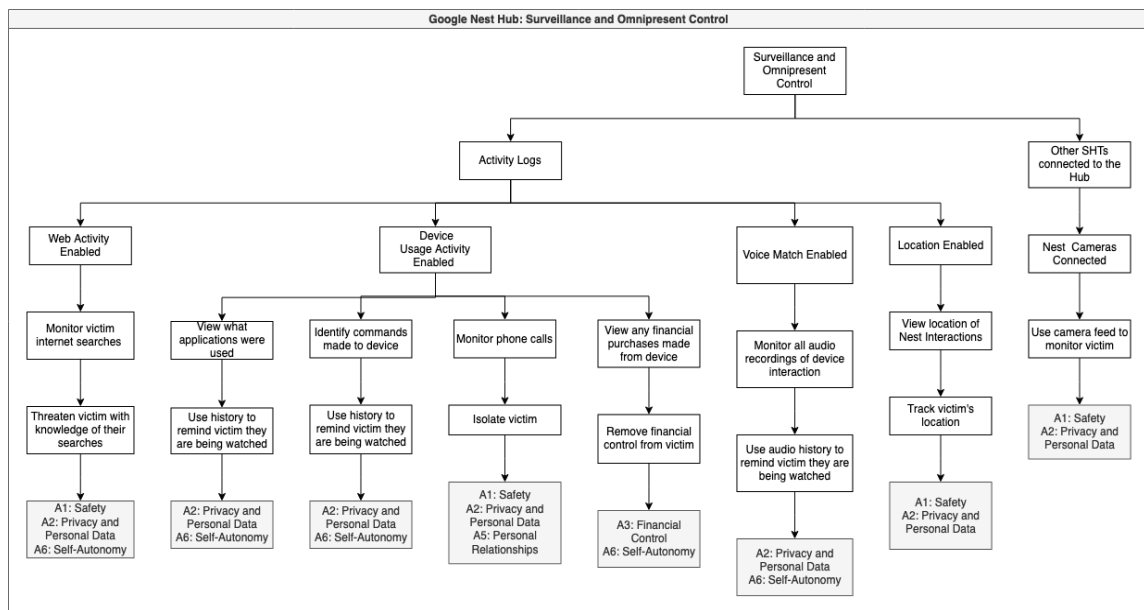 Google Nest Hub: Surveillance and Omnipresent Control
Surveillance and
Omnipresent
Control
Activity Logs
Other SHTs
connected to the
Hub
Web Activity
Enabled
Device
Usage Activity
Enabled
Voice Match Enabled
Location Enabled
Nest Cameras
Connected
Monitor victim
internet searches
View what
applications were
used
Identify commands
made to device
Monitor phone calls
View any financial
purchases made
from device
Monitor all audio
recordings of device
interaction
View location of
Nest Interactions
Use camera feed to
monitor victim
Threaten victim with
knowledge of their
searches
Use history to
remind victim they
are being watched
Use history to
remind victim they
are being watched
Isolate victim
Remove financial
control from victim
Use audio history to
remind victim they are
being watched
Track victim's
location
A1: Safety
A2: Privacy and
Personal Data
A1: Safety
A2: Privacy and
Personal Data
A6: Self-Autonomy
A2: Privacy and
Personal Data
A6: Self-Autonomy
A2: Privacy and
Personal Data
A6: Self-Autonomy
A1: Safety
A2: Privacy and
Personal Data
A5: Personal
Relationships
A3: Financial
Control
A6: Self-Autonomy
A2: Privacy and
Personal Data
A6: Self-Autonomy
A1: Safety
A2: Privacy and
Personal Data